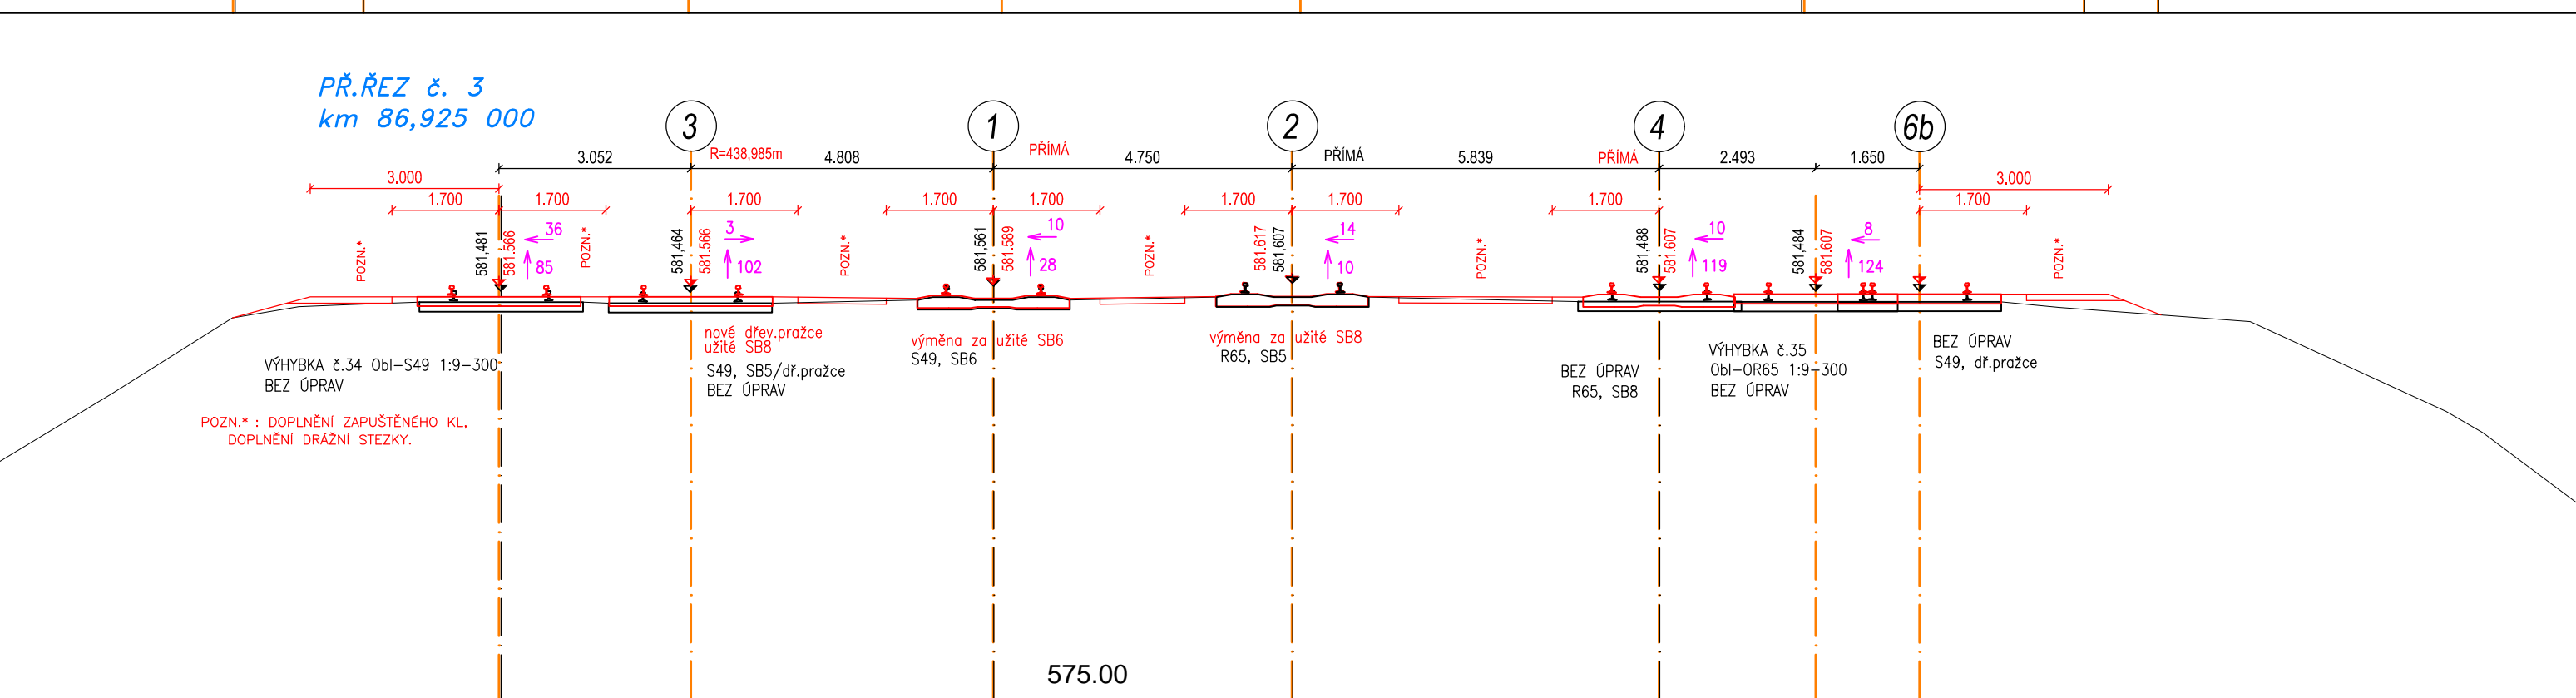 PŘ.ŘEZ č. 3
km 86,925 000
3
1
2
4
6b
3.052
R=438,985m
4.808
PŘÍMÁ
4.750
PŘÍMÁ
5.839
PŘÍMÁ
2.493
1.650
3,000
3,000
1.700
1.700
1.700
1.700
1.700
1.700
1.700
1.700
1.700
POZN.*
581,481
581.566
36
85
POZN.*
581,464
581.566
3
102
POZN.*
581,561
581.589
10
28
POZN.*
581.617
581,607
14
10
POZN.*
581,488
581.607
10
119
581,484
581.607
8
124
POZN.*
VÝHYBKA č.34 Obl-S49 1:9-300
BEZ ÚPRAV
nové dřev.pražce
užité SB8
S49, SB5/dř.pražce
BEZ ÚPRAV
výměna za užité SB6
S49, SB6
výměna za užité SB8
R65, SB5
BEZ ÚPRAV
R65, SB8
VÝHYBKA č.35
Obl-OR65 1:9-300
BEZ ÚPRAV
BEZ ÚPRAV
S49, dř.pražce
POZN.* : DOPLNĚNÍ ZAPUŠTĚNÉHO KL,
DOPLNĚNÍ DRÁŽNÍ STEZKY.
575.00